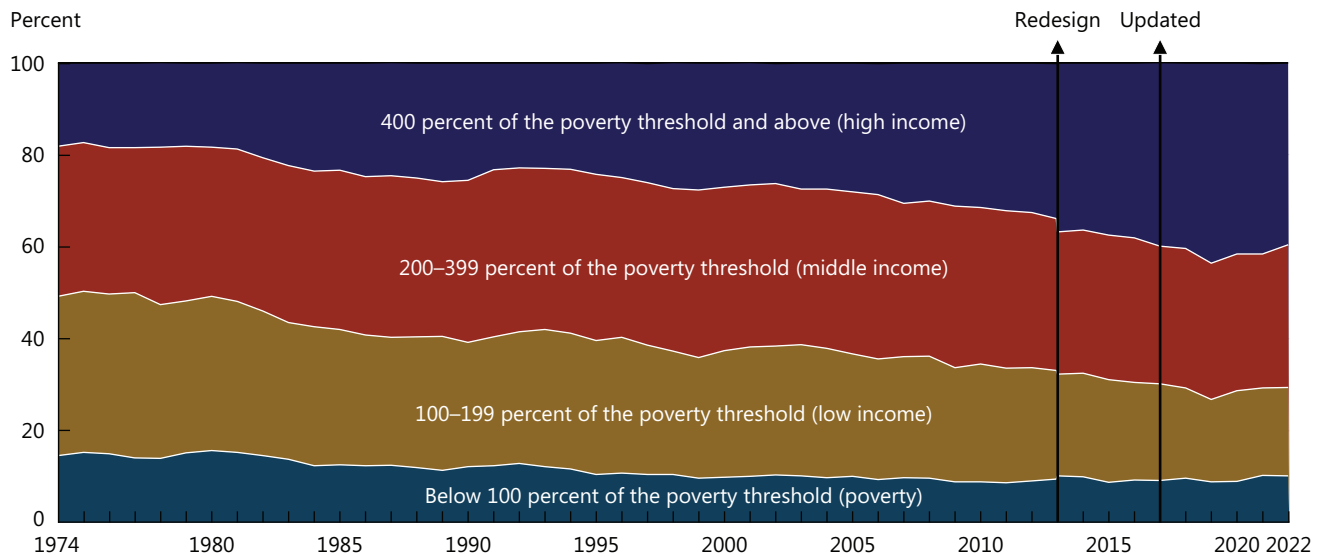 Percent
Redesign Updated
100
400 percent of the poverty threshold and above (high income)
80
60
200–399 percent of the poverty threshold (middle income)
40
100–199 percent of the poverty threshold (low income)
20
Below 100 percent of the poverty threshold (poverty)
0
1974 1980 1985 1990 1995 2000 2005 2010 2015 2020 2022